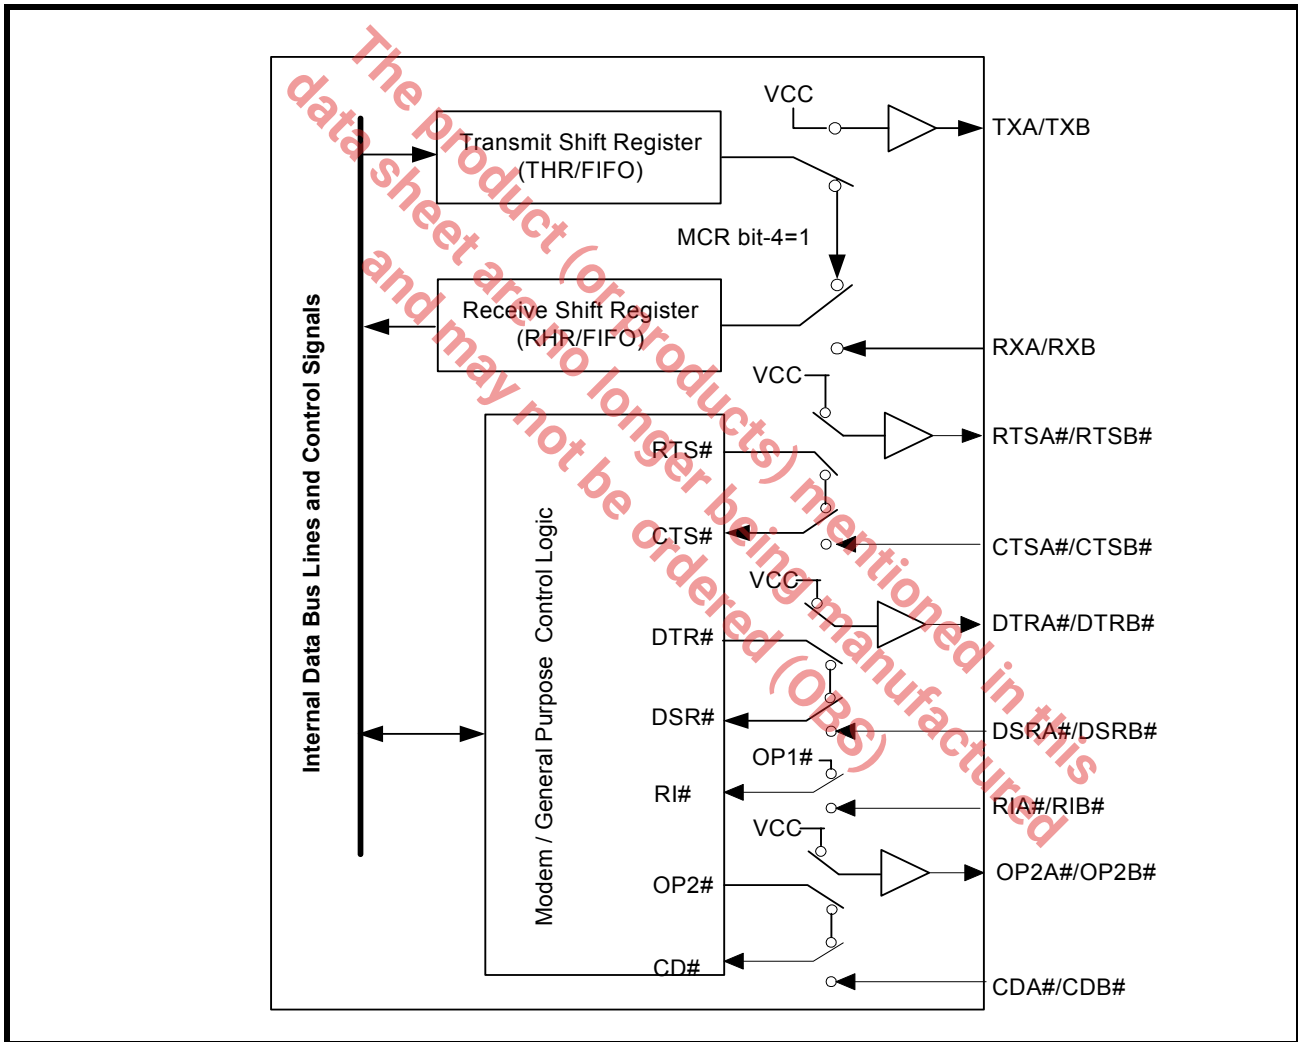 The product (or products) mentioned in this
data sheet are no longer being manufactured
and may not be ordered (OBS)
VCC
TXA/TXB
Transmit Shift Register
(THR/FIFO)
MCR bit-4=1
Receive Shift Register
(RHR/FIFO)
RXA/RXB
VCC
RTSA#/RTSB#
RTS#
CTS#
CTSA#/CTSB#
VCC
DTRA#/DTRB#
DTR#
DSR#
DSRA#/DSRB#
OP1#
RI#
RIA#/RIB#
VCC
OP2A#/OP2B#
OP2#
CD#
CDA#/CDB#
Internal Data Bus Lines and Control Signals
Modem / General Purpose Control Logic